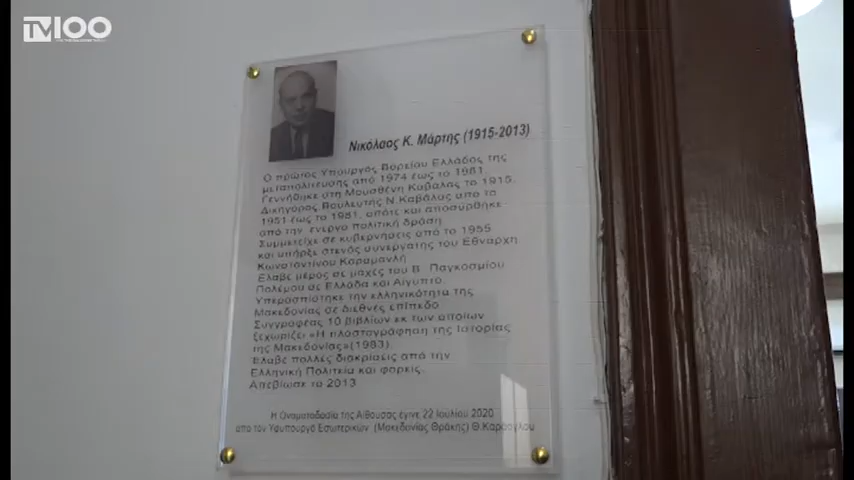 TV100
Νικόλαος Κ. Μάρτης (1915-2013)
Ο πρώτος Υπουργός Βορείου Ελλάδος της
μεταπολίτευσης από 1974 έως το 1981.
Γεννήθηκε στη Μουσθένη Καβάλας το 1915.
Δικηγόρος Βουλευτής Ν.Καβάλας από το
1951 έως το 1981, οπότε και αποσύρθηκε
από την ενεργό πολιτική δράση.
Συμμετείχε σε κυβερνήσεις από το 1955
και υπήρξε στενός συνεργάτης του Εθνάρχη
Κωνσταντίνου Καραμανλή
Έλαβε μέρος σε μάχες του Β΄ Παγκοσμίου
Πολέμου σε Ελλάδα και Αίγυπτο.
Υπερασπίστηκε την ελληνικότητα της
Μακεδονίας σε διεθνές επίπεδο.
Συγγραφέας 10 βιβλίων εκ των οποίων
ξεχωρίζει «Η πλαστογράφηση της Ιστορίας
της Μακεδονίας»(1983).
Έλαβε πολλές διακρίσεις από την
Ελληνική Πολιτεία και φορείς.
Απεβίωσε το 2013
Η Ονοματοδοσία της Αίθουσας έγινε 22 Ιουλίου 2020
από τον Υφυπουργό Εσωτερικών (Μακεδονίας Θράκης) Θ.Καράογλου